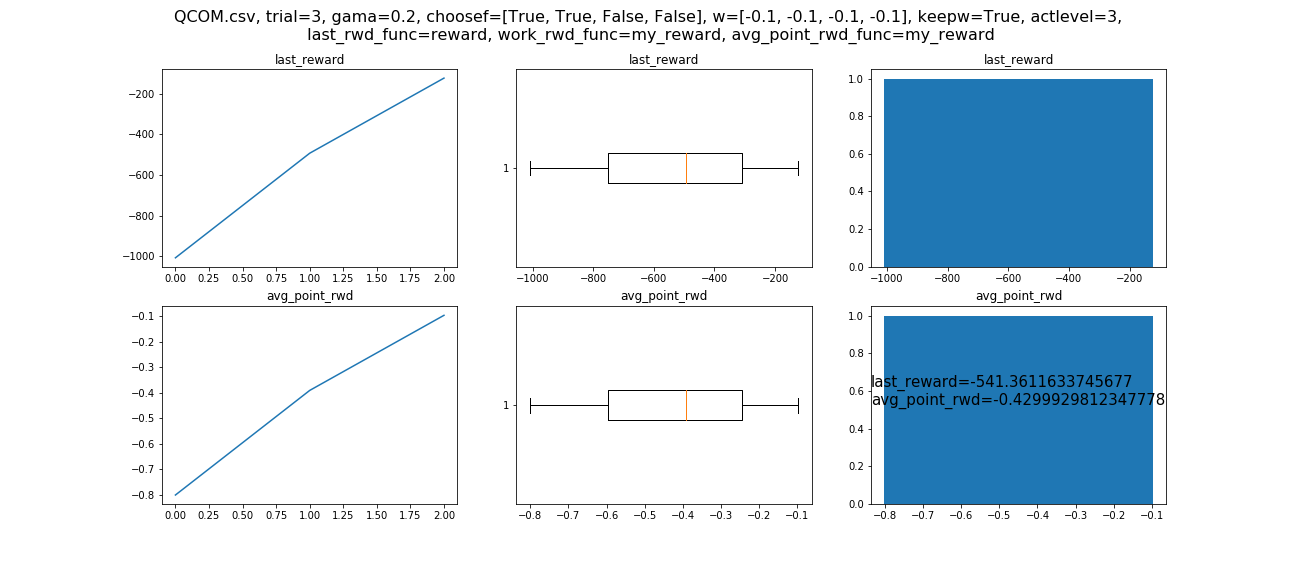 QCOM.csv, trial=3, gama=0.2, choosef=[True, True, False, False], w=[-0.1, -0.1, -0.1, -0.1], keepw=True, actlevel=3,
last_rwd_func=reward, work_rwd_func=my_reward, avg_point_rwd_func=my_reward
last_reward
−200
−400
−600
−800
−1000
0.00 0.25 0.50 0.75 1.00 1.25 1.50 1.75 2.00
last_reward
1
−1000 −800 −600 −400 −200
last_reward
1.0
0.8
0.6
0.4
0.2
0.0
−1000 −800 −600 −400 −200
avg_point_rwd
−0.1
−0.2
−0.3
−0.4
−0.5
−0.6
−0.7
−0.8
0.00 0.25 0.50 0.75 1.00 1.25 1.50 1.75 2.00
avg_point_rwd
1
−0.8 −0.7 −0.6 −0.5 −0.4 −0.3 −0.2 −0.1
avg_point_rwd
1.0
0.8
0.6
0.4
0.2
0.0
last_reward=-541.3611633745677
avg_point_rwd=-0.4299929812347778
−0.8 −0.7 −0.6 −0.5 −0.4 −0.3 −0.2 −0.1